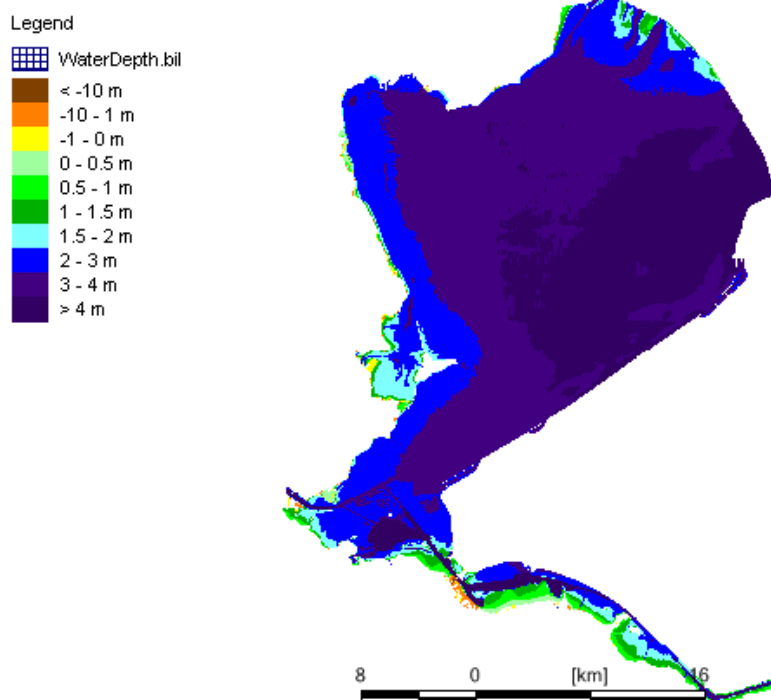 Legend
WaterDepth.bil
< -10 m
-10 - 1 m
-1 - 0 m
0 - 0.5 m
0.5 - 1 m
1 - 1.5 m
1.5 - 2 m
2 - 3 m
3 - 4 m
> 4 m
8 0 [km] 16